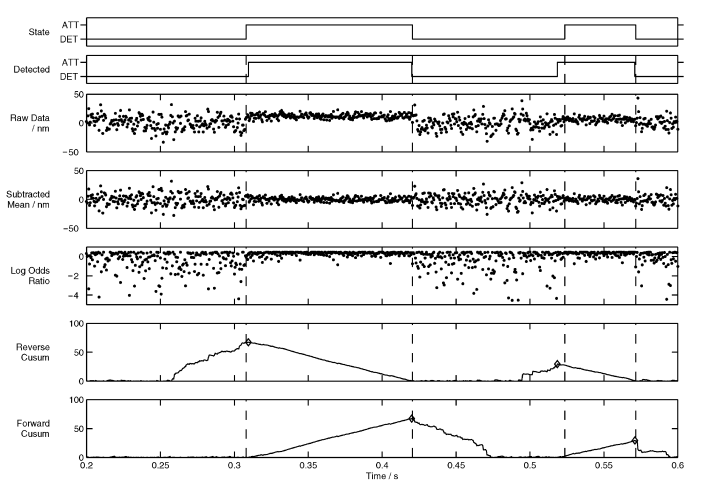 State
ATT
DET
Detected
ATT
DET
Raw Data
/ nm
50
0
−50
Subtracted
Mean / nm
50
0
−50
Log Odds
Ratio
0
−2
−4
Reverse
Cusum
100
50
0
Forward
Cusum
100
50
0
0.2 0.25 0.3 0.35 0.4 0.45 0.5 0.55 0.6
Time / s